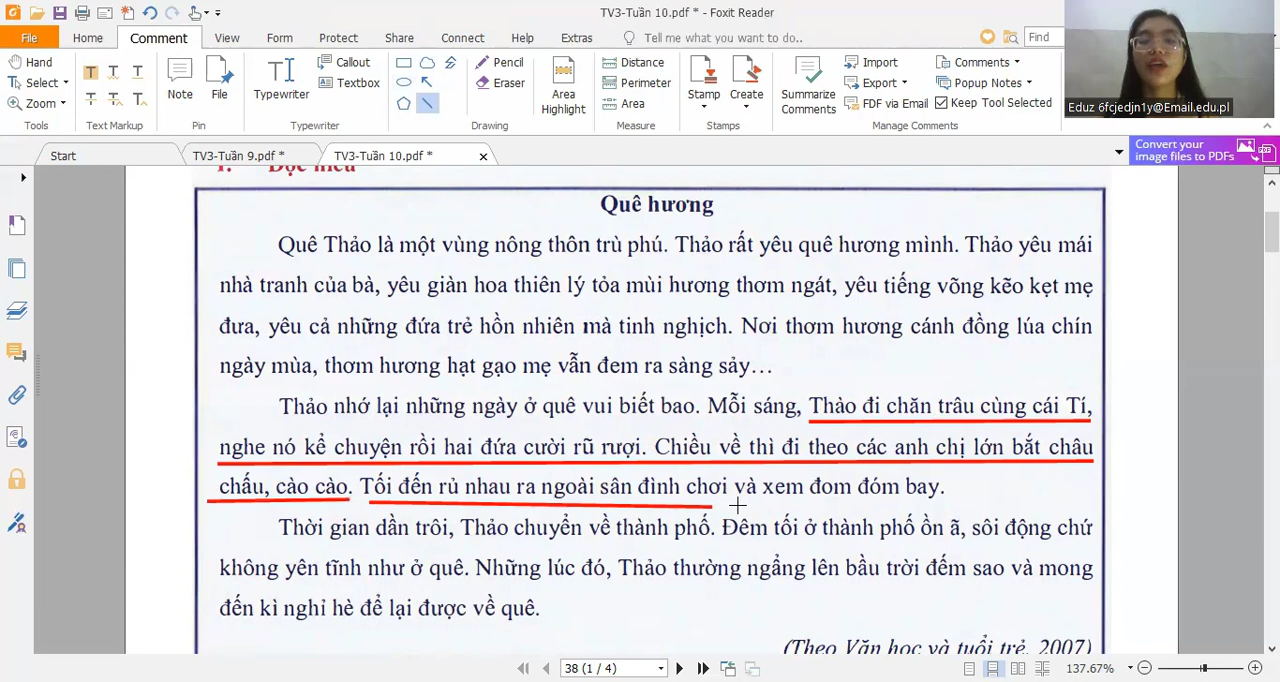 TV3-Tuần 10.pdf * - Foxit Reader
File Home Comment View Form Protect Share Connect Help Extras Tell me what you want to do.. Find
Hand
Select
Zoom
Tools
Text Markup
Note
File
Pin
Typewriter
Callout
Textbox
Typewriter
Pencil
Eraser
Area Highlight
Drawing
Distance
Perimeter
Area
Measure
Stamp
Create
Stamps
Summarize Comments
Import
Export
FDF via Email
Comments
Popup Notes
Keep Tool Selected
Manage Comments
Eduz 6fcjedjn1y@Email.edu.pl
Start
TV3-Tuần 9.pdf *
TV3-Tuần 10.pdf *
Convert your
image files to PDFs
I. Đọc hiểu
Quê hương
Quê Thảo là một vùng nông thôn trù phú. Thảo rất yêu quê hương mình. Thảo yêu mái
nhà tranh của bà, yêu giàn hoa thiên lý tỏa mùi hương thơm ngát, yêu tiếng võng kẽo kẹt mẹ
đưa, yêu cả những đứa trẻ hồn nhiên mà tinh nghịch. Nơi thơm hương cánh đồng lúa chín
ngày mùa, thơm hương hạt gạo mẹ vẫn đem ra sàng sảy…
Thảo nhớ lại những ngày ở quê vui biết bao. Mỗi sáng, Thảo đi chăn trâu cùng cái Tí,
nghe nó kể chuyện rồi hai đứa cười rũ rượi. Chiều về thì đi theo các anh chị lớn bắt châu
chấu, cào cào. Tối đến rủ nhau ra ngoài sân đình chơi và xem đom đóm bay.
Thời gian dần trôi, Thảo chuyển về thành phố. Đêm tối ở thành phố ồn ã, sôi động chứ
không yên tĩnh như ở quê. Những lúc đó, Thảo thường ngẩng lên bầu trời đếm sao và mong
đến kì nghỉ hè để lại được về quê.
(Theo Văn học và tuổi trẻ, 2007)
38 (1 / 4)
137.67%